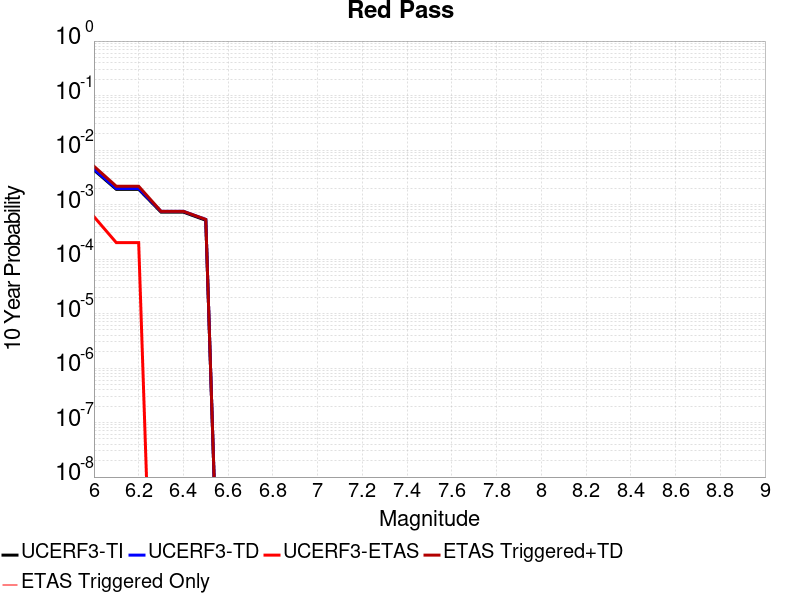 Red Pass
10 Year Probability
10^0
10^-1
10^-2
10^-3
10^-4
10^-5
10^-6
10^-7
10^-8
6 6.2 6.4 6.6 6.8 7 7.2 7.4 7.6 7.8 8 8.2 8.4 8.6 8.8 9
Magnitude
UCERF3-TI UCERF3-TD UCERF3-ETAS ETAS Triggered+TD
ETAS Triggered Only